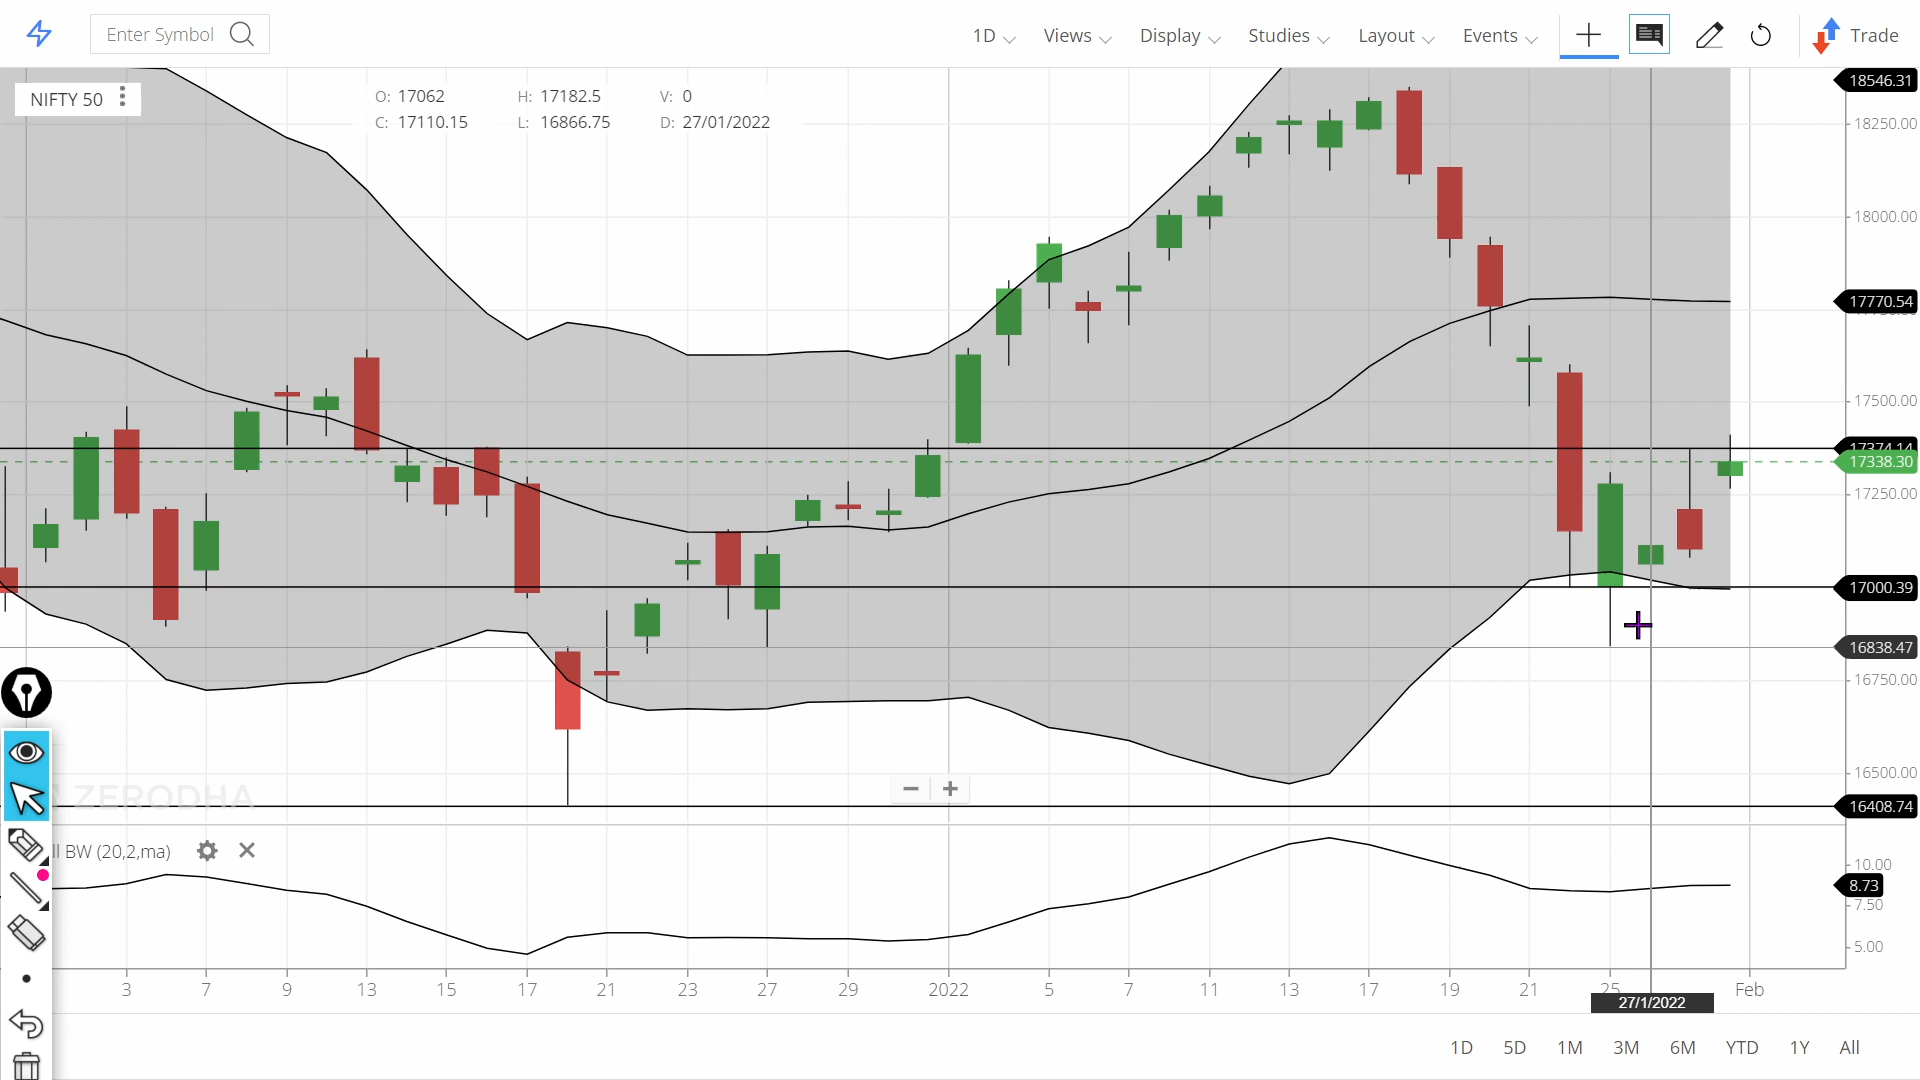 Enter Symbol
1D Views Display Studies Layout Events Trade
NIFTY 50
O: 17062 H: 17182.5 V: 0
C: 17110.15 L: 16866.75 D: 27/01/2022
18546.31
18250.00
18000.00
17770.54
17500.00
17374.14
17338.30
17250.00
17000.39
16838.47
16750.00
16500.00
ZERODHA
16408.74
BW (20,2,ma)
10.00
8.73
7.50
5.00
3 7 9 13 15 17 21 23 27 29 2022 5 7 11 13 17 19 21 25 Feb
27/1/2022
1D 5D 1M 3M 6M YTD 1Y All